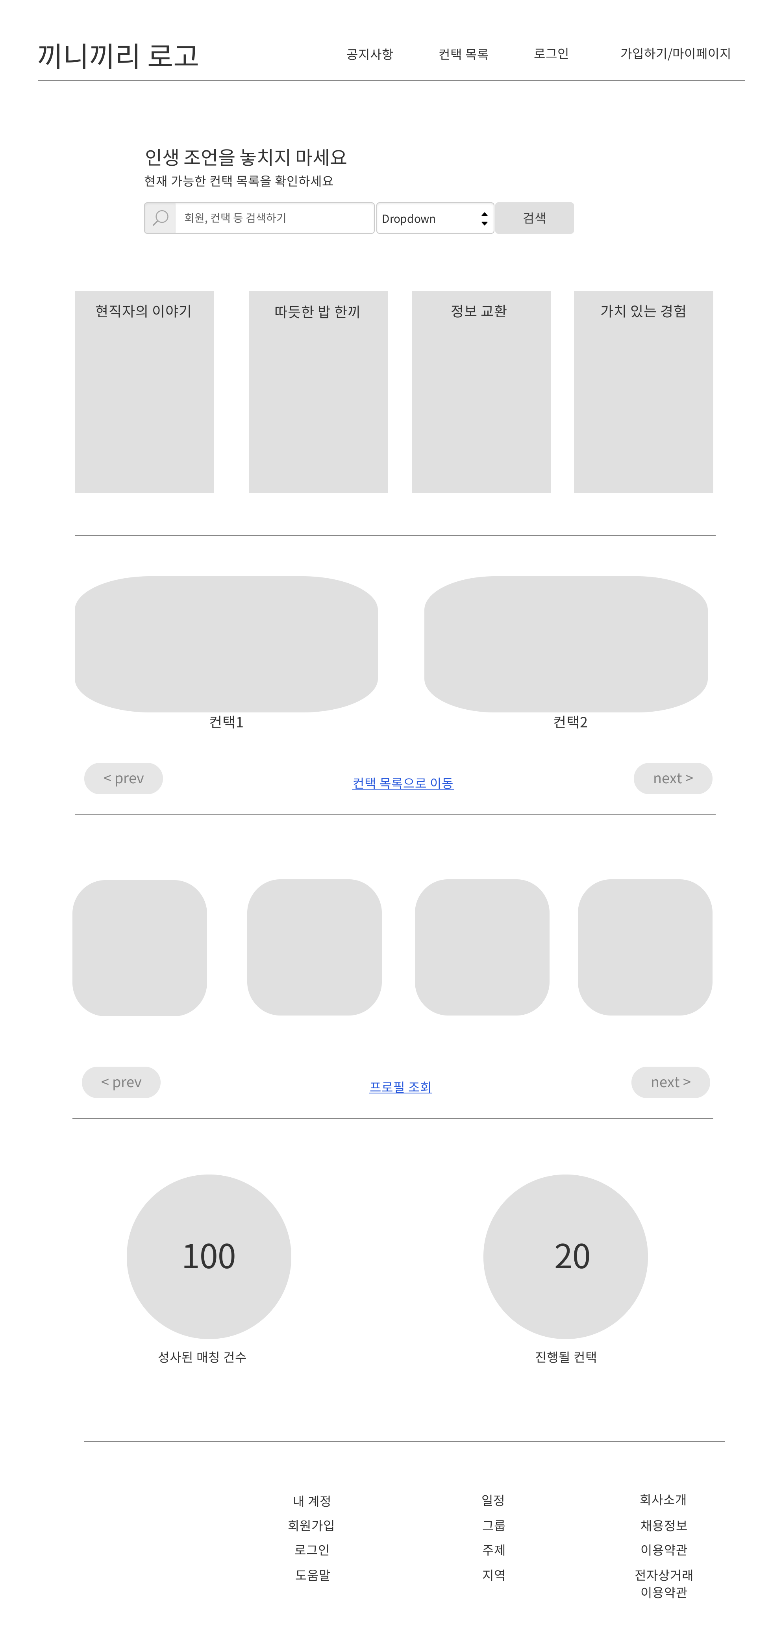 끼니끼리 로고
공지사항
컨택 목록
로그인
가입하기/마이페이지
인생 조언을 놓치지 마세요
현재 가능한 컨택 목록을 확인하세요
회원, 컨택 등 검색하기
Dropdown
검색
현직자의 이야기
따듯한 밥 한끼
정보 교환
가치 있는 경험
컨택1
컨택2
< prev
컨택 목록으로 이동
next >
< prev
프로필 조회
next >
100
20
성사된 매칭 건수
진행될 컨택
내 계정
회원가입
로그인
도움말
일정
그룹
주제
지역
회사소개
채용정보
이용약관
전자상거래
이용약관